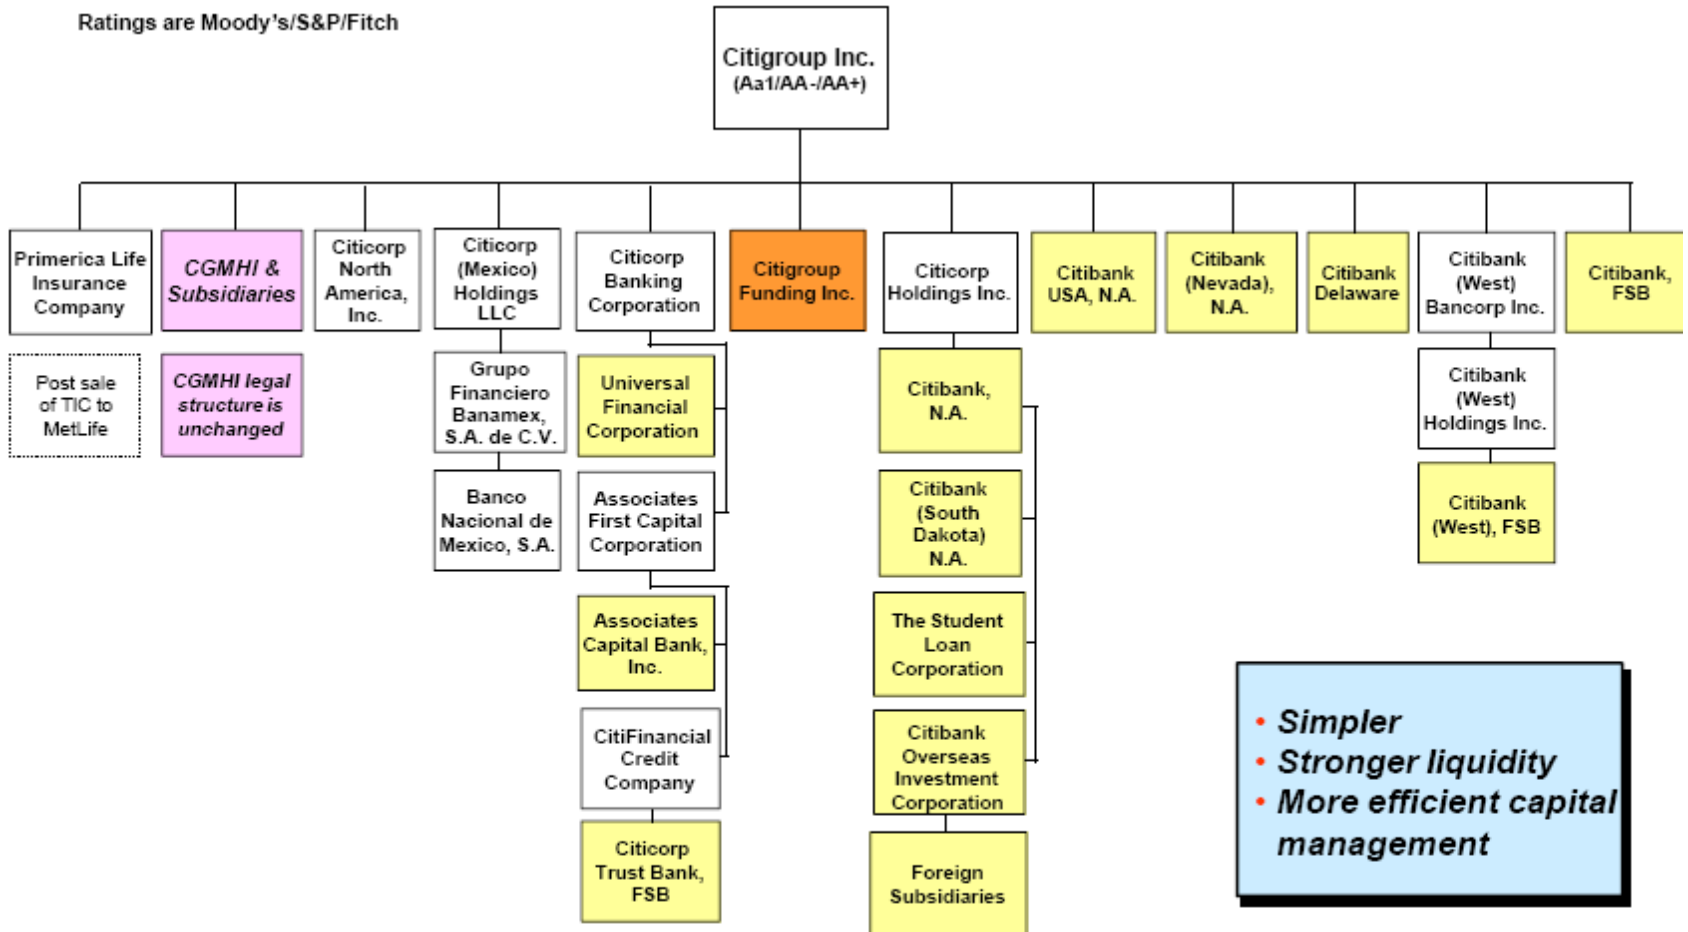 Ratings are Moody's/S&P/Fitch
Citigroup Inc.
(Aa1/AA-/AA+)
Primerica Life
Insurance
Company
CGMHI &
Subsidiaries
Citicorp
North
America,
Inc.
Citicorp
(Mexico)
Holdings
LLC
Citicorp
Banking
Corporation
Citigroup
Funding Inc.
Citicorp
Holdings Inc.
Citibank
USA, N.A.
Citibank
(Nevada),
N.A.
Citibank
Delaware
Citibank
(West)
Bancorp Inc.
Citibank,
FSB
Post sale
of TIC to
MetLife
CGMHI legal
structure is
unchanged
Grupo
Financiero
Banamex,
S.A. de C.V.
Banco
Nacional de
Mexico, S.A.
Universal
Financial
Corporation
Associates
First Capital
Corporation
Associates
Capital Bank,
Inc.
CitiFinancial
Credit
Company
Citicorp
Trust Bank,
FSB
Citibank,
N.A.
Citibank
(South
Dakota)
N.A.
The Student
Loan
Corporation
Citibank
Overseas
Investment
Corporation
Foreign
Subsidiaries
Citibank
(West)
Holdings Inc.
Citibank
(West), FSB
• Simpler
• Stronger liquidity
• More efficient capital
management